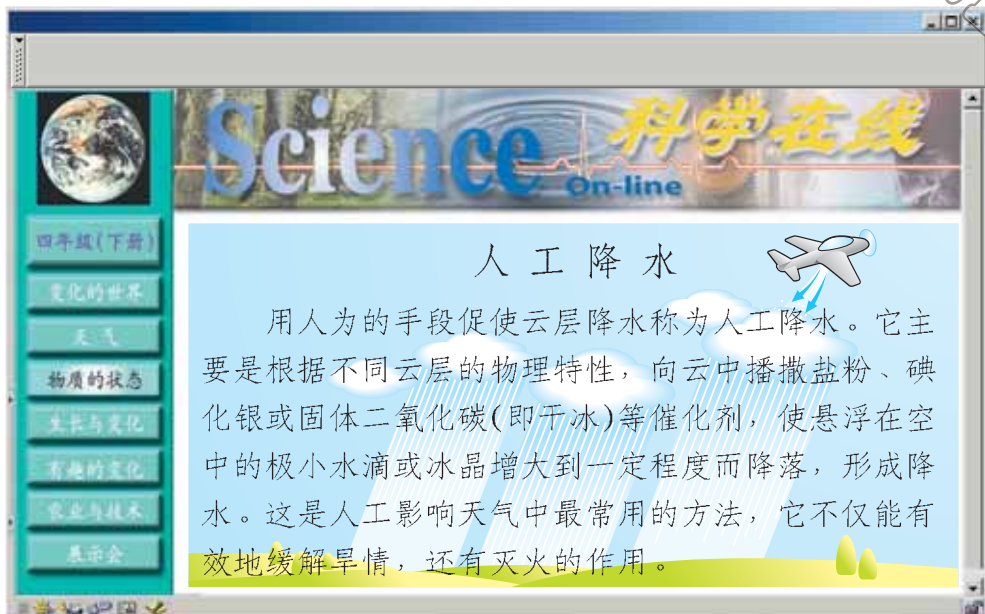 Science
科学在线
On-line
四年级(下册)
变化的世界
天气
物质的状态
生长与变化
有趣的变化
农业与技术
展示会
人工降水
用人为的手段促使云层降水称为人工降水。它主
要是根据不同云层的物理特性，向云中播撒盐粉、碘
化银或固体二氧化碳(即干冰)等催化剂，使悬浮在空
中的极小水滴或冰晶增大到一定程度而降落，形成降
水。这是人工影响天气中最常用的方法，它不仅能有
效地缓解旱情，还有灭火的作用。